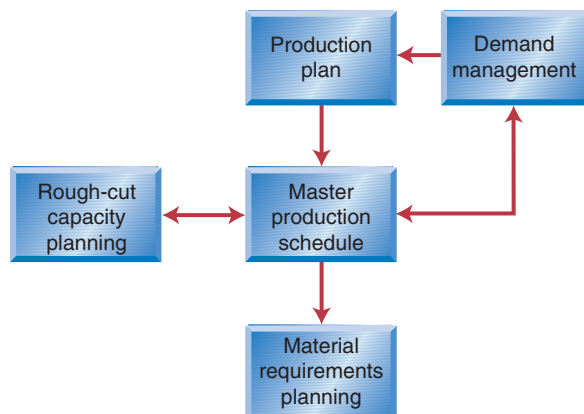 Production
plan
Demand
management
Rough-cut
capacity
planning
Master
production
schedule
Material
requirements
planning